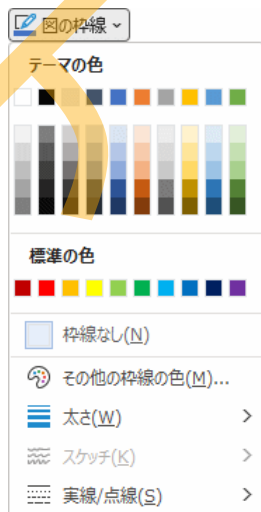 図の枠線
テーマの色
標準の色
枠線なし(N)
その他の枠線の色(M)...
太さ(W)
スケッチ(K)
実線/点線(S)